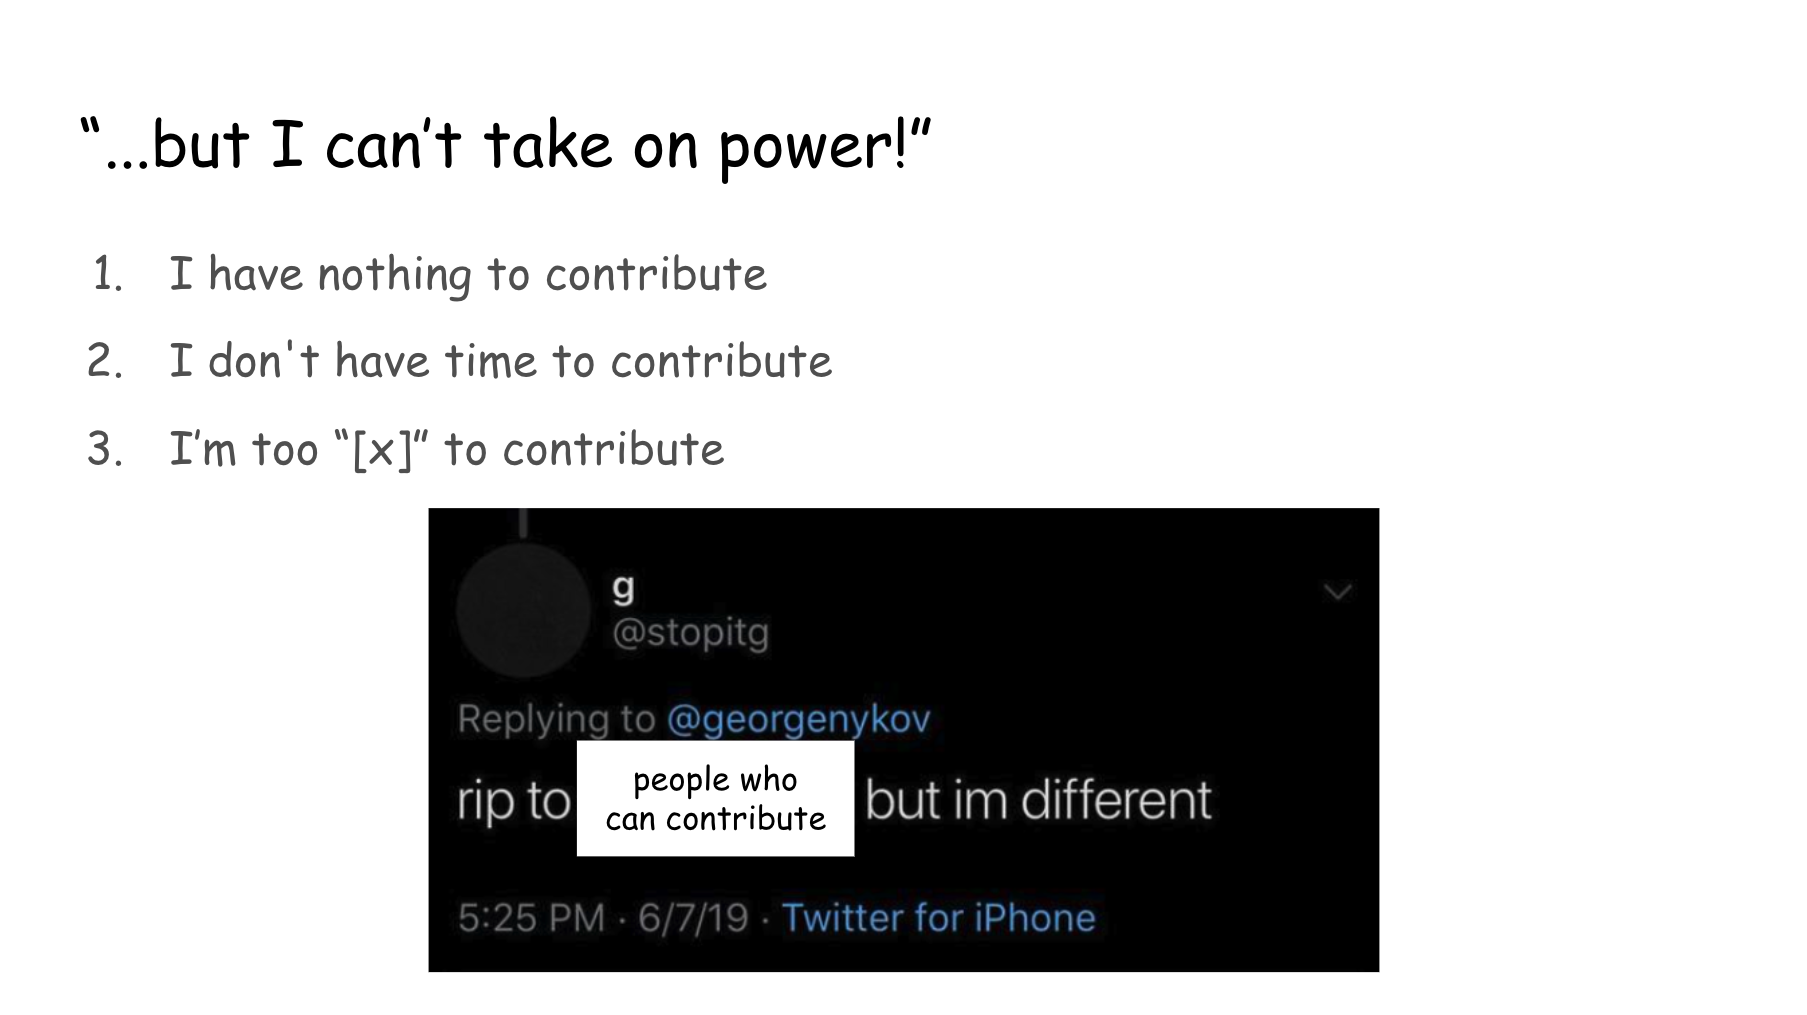 “...but I can’t take on power!”
1. I have nothing to contribute
2. I don't have time to contribute
3. I’m too “[x]” to contribute
g
@stopitg
Replying to @georgenykov
rip to people who can contribute but im different
5:25 PM · 6/7/19 · Twitter for iPhone